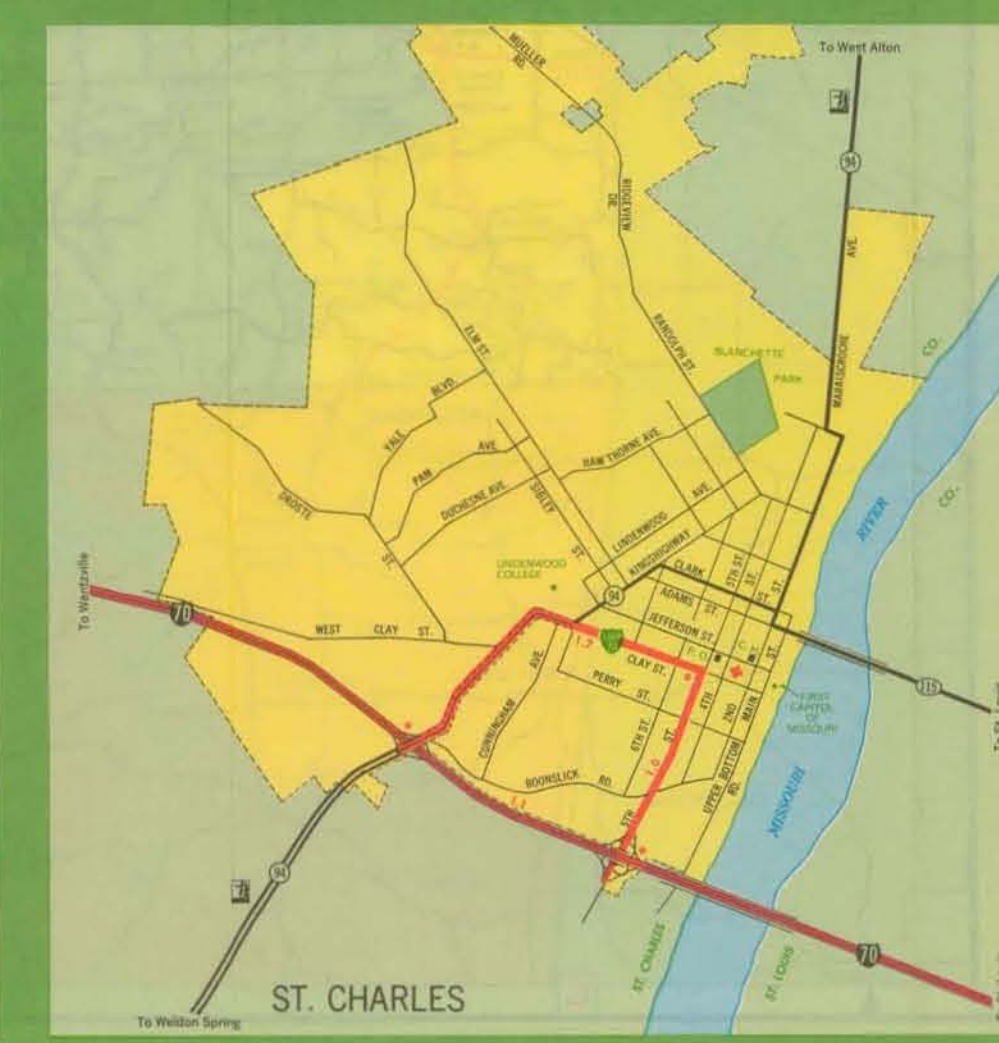 MUELLER
RD.
To West Alton
94
RIDGEVIEW
DR.
AVE.
MARAUSCROCHE
CO.
ELM ST.
RANDOLPH ST.
BLANCHETTE
PARK
YALE BLVD.
PAM AVE.
HAWTHORNE AVE.
DUCHESNE AVE.
DROSTE
ST.
SIBLEY
ST.
LINDENWOOD AVE.
KINGSHIGHWAY
RIVER
CO.
To Wentzville
70
LINDENWOOD
COLLEGE
94
CLARK ST.
5TH ST.
ST.
ST.
ADAMS ST.
JEFFERSON ST.
WEST CLAY ST.
1.7
CLAY ST.
P.O.
C.
ST.
PERRY ST.
CUNNINGHAM AVE.
115
4TH
2ND
MAIN
FIRST
CAPITOL
OF
MISSOURI
6TH ST.
ST.
1.0
BOONSLICK RD.
UPPER BOTTOM
RD.
1.1
5TH
MISSOURI
94
70
ST. CHARLES
ST. LOUIS
ST. CHARLES
To Weldon Spring